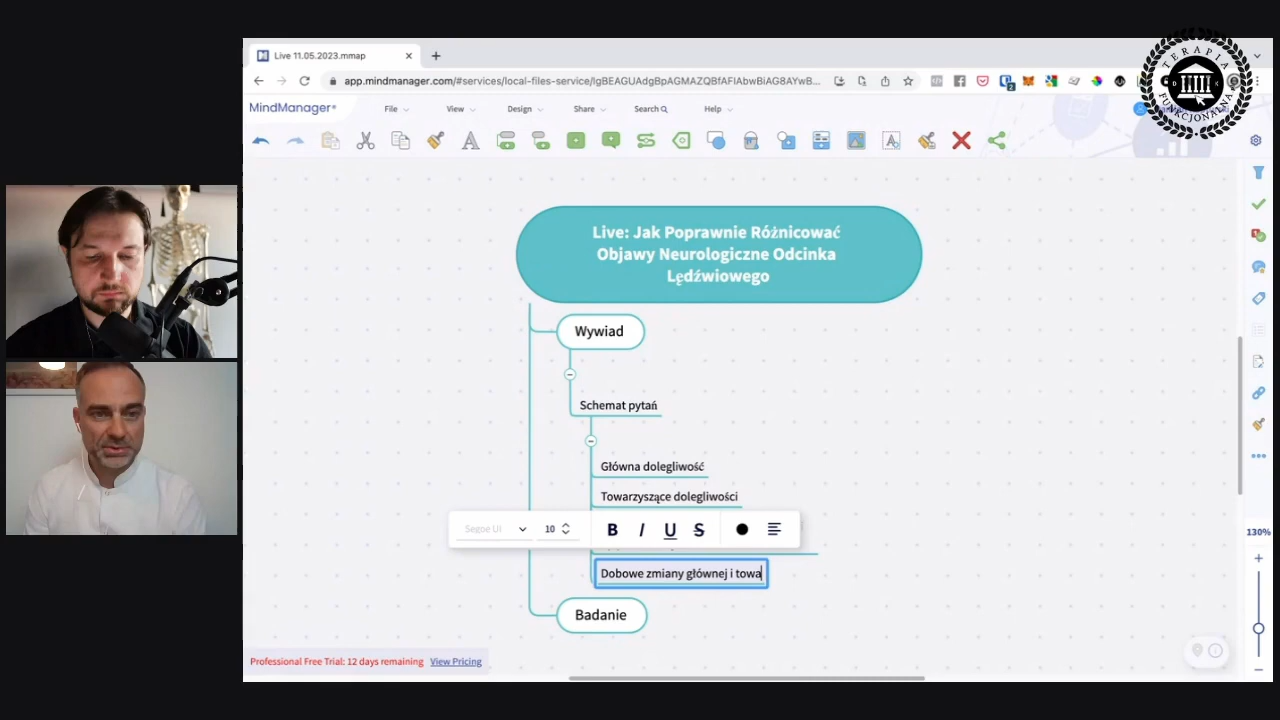 Live 11.05.2023.mmap
app.mindmanager.com/#services/local-files-service/IgBEAGUAdgBpAGMAZQBfAFIAbwBiAG8AYwB...
MindManager®
File
View
Design
Share
Search
Help
TERAPIA
FUNKCJONALNA
Live: Jak Poprawnie Różnicować
Objawy Neurologiczne Odcinka
Lędźwiowego
Wywiad
Schemat pytań
Główna dolegliwość
Towarzyszące dolegliwości
Segoe UI
10
B I U S
Dobowe zmiany głównej i towa
Badanie
130%
Professional Free Trial: 12 days remaining View Pricing